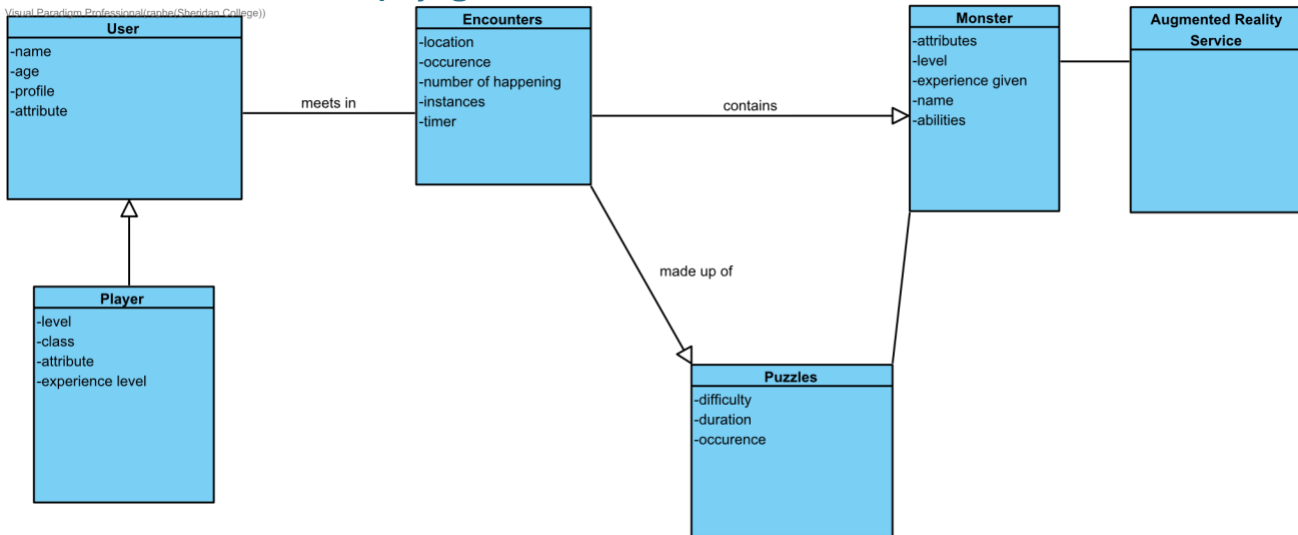 Visual Paradigm Professional(raphe(Sheridan College))
User
-name
-age
-profile
-attribute
meets in
Encounters
-location
-occurence
-number of happening
-instances
-timer
contains
Monster
-attributes
-level
-experience given
-name
-abilities
Augmented Reality
Service
made up of
Player
-level
-class
-attribute
-experience level
Puzzles
-difficulty
-duration
-occurence